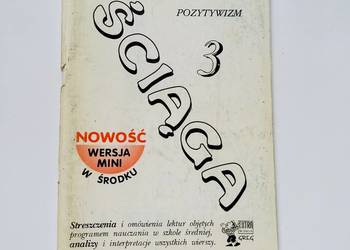 POZYTYWIZM
ŚCIĄGA
3
NOWOŚĆ
WERSJA
MINI
W ŚRODKU
Streszczenia i omówienia lektur objętych
programem nauczania w szkole średniej,
analizy i interpretacje wszystkich wierszy.
GREG